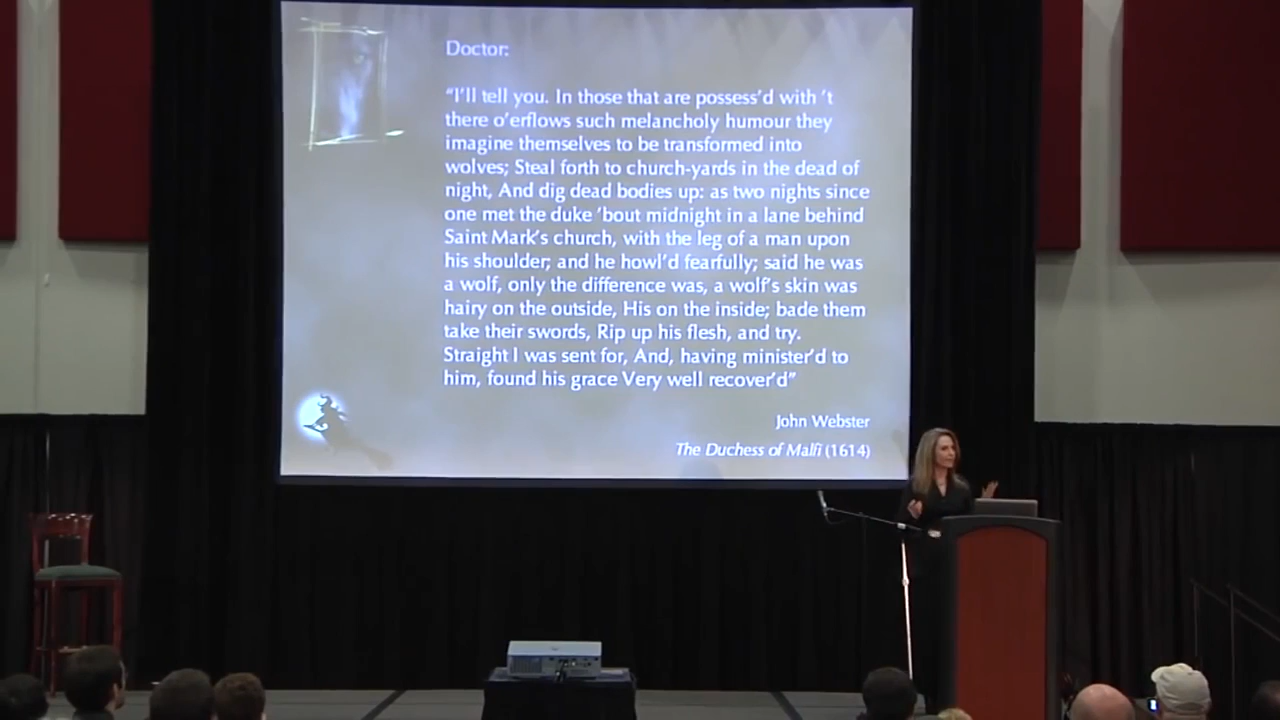 Doctor:
“I’ll tell you. In those that are possess’d with ’t
there o’erflows such melancholy humour they
imagine themselves to be transformed into
wolves; Steal forth to church-yards in the dead of
night, And dig dead bodies up: as two nights since
one met the duke ’bout midnight in a lane behind
Saint Mark’s church, with the leg of a man upon
his shoulder; and he howl’d fearfully; said he was
a wolf, only the difference was, a wolf’s skin was
hairy on the outside, His on the inside; bade them
take their swords, Rip up his flesh, and try.
Straight I was sent for, And, having minister’d to
him, found his grace Very well recover’d”
John Webster
The Duchess of Malfi (1614)